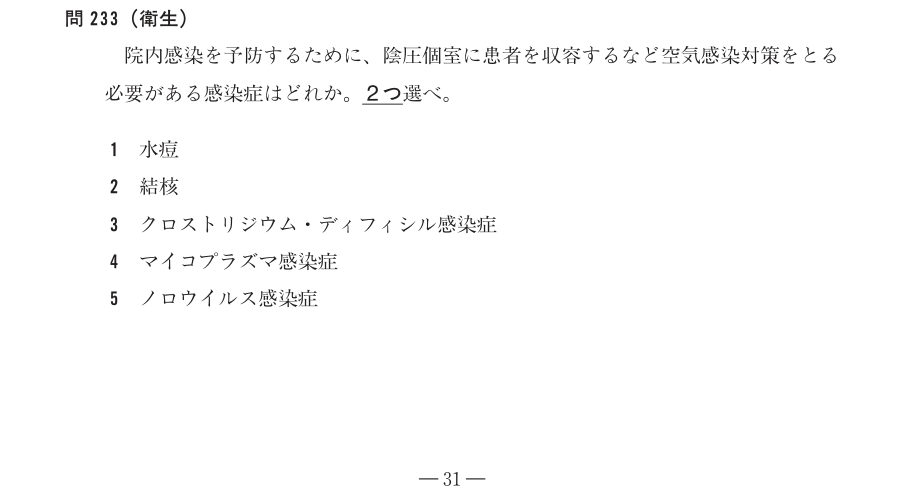 問 233（衛生）
院内感染を予防するために、陰圧個室に患者を収容するなど空気感染対策をとる
必要がある感染症はどれか。２つ選べ。
1 水痘
2 結核
3 クロストリジウム・ディフィシル感染症
4 マイコプラズマ感染症
5 ノロウイルス感染症
― 31 ―